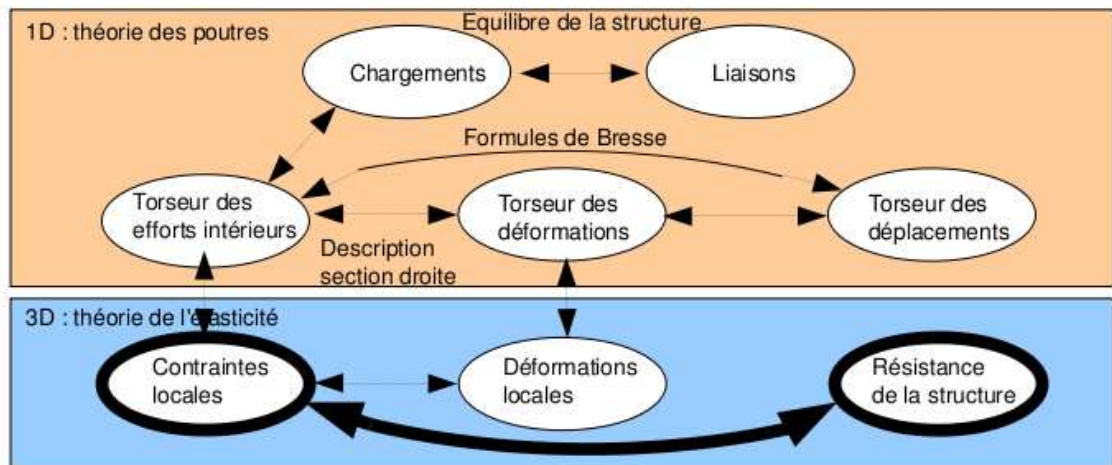 1D : théorie des poutres
Equilibre de la structure
Chargements
Liaisons
Formules de Bresse
Torseur des
efforts intérieurs
Torseur des
déformations
Torseur des
déplacements
Description
section droite
3D : théorie de l'élasticité
Contraintes
locales
Déformations
locales
Résistance
de la structure